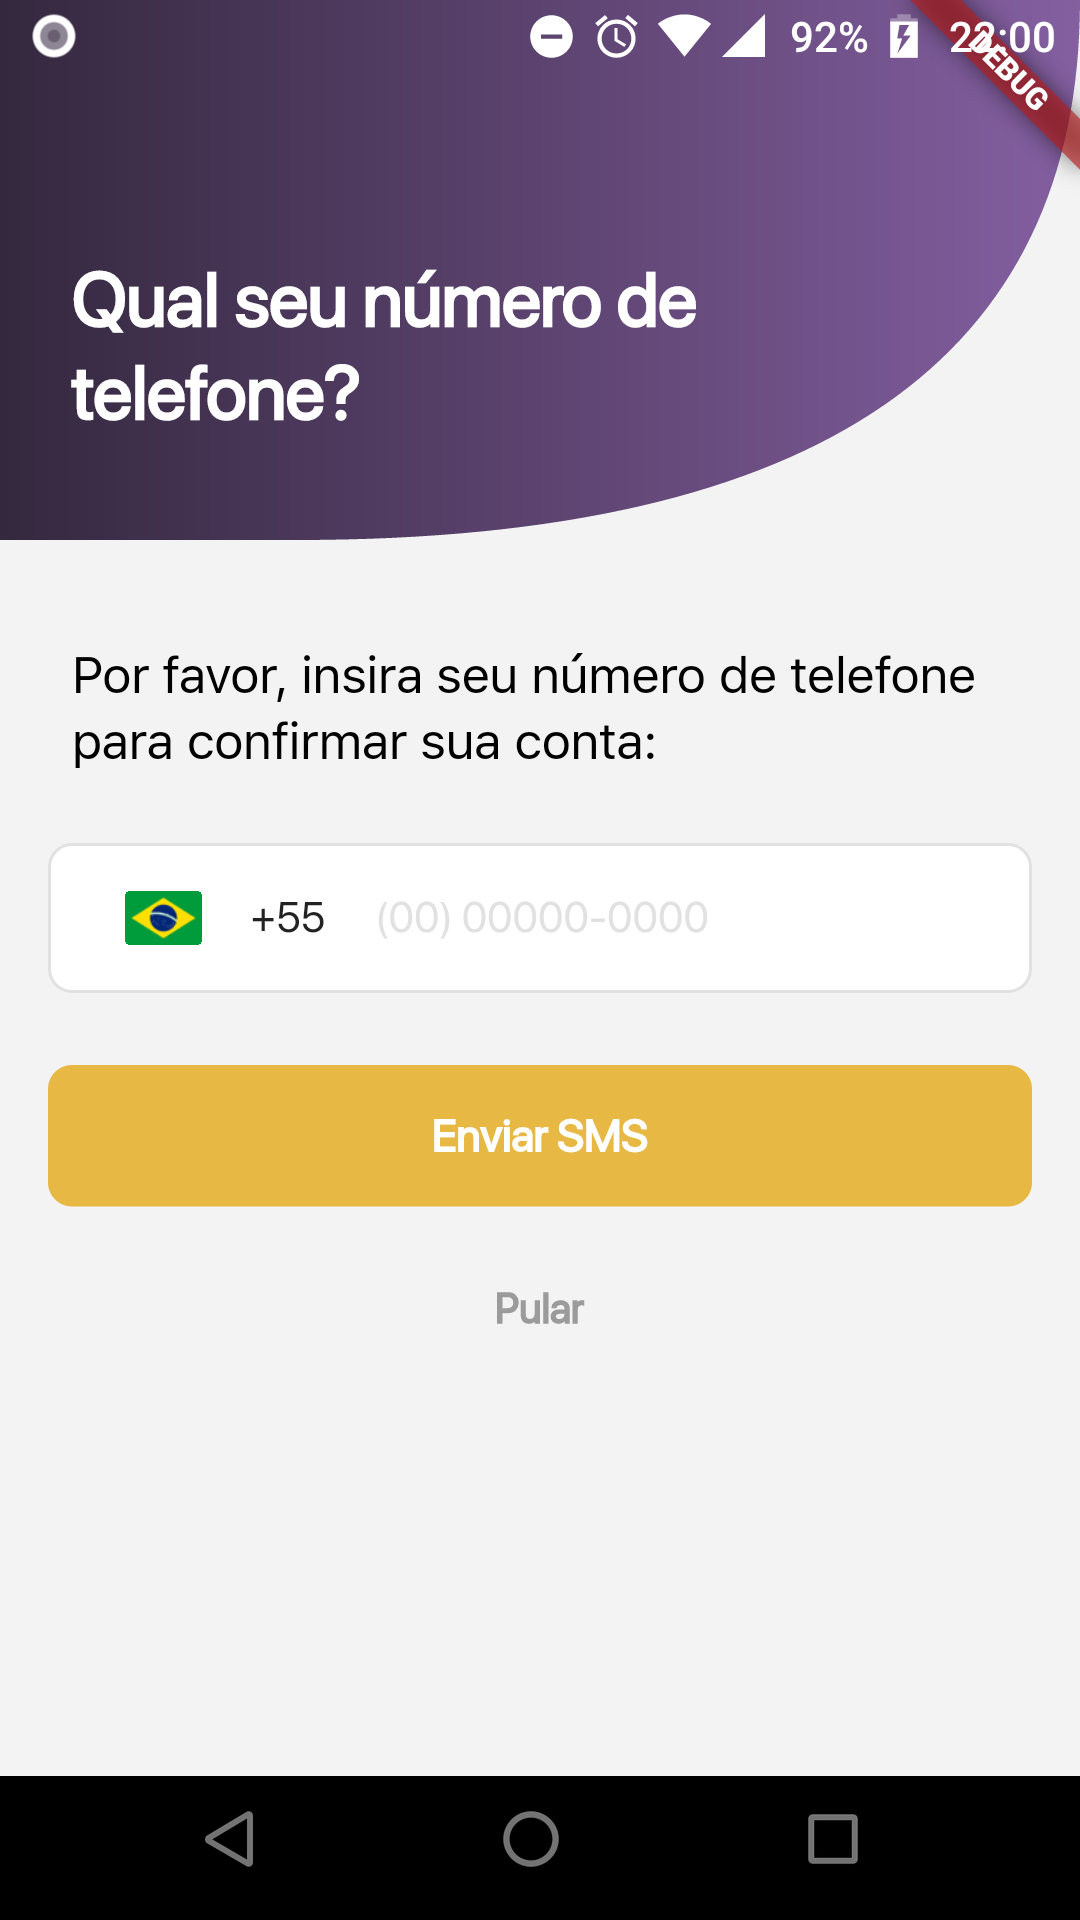 92% 22:00
DEBUG
Qual seu número de
telefone?
Por favor, insira seu número de telefone
para confirmar sua conta:
+55 (00) 00000-0000
Enviar SMS
Pular